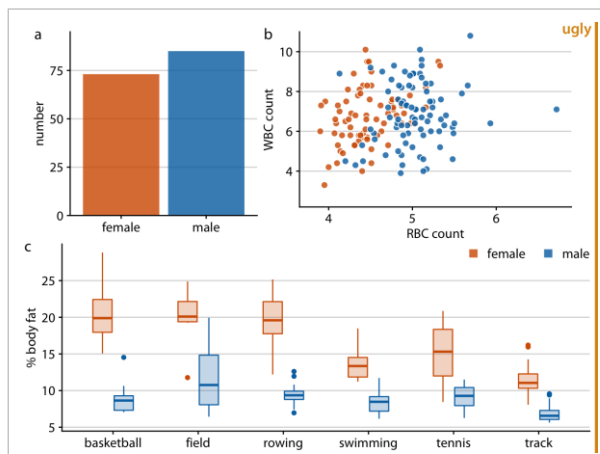 ugly
a
number
75
50
25
0
female male
b
WBC count
10
8
6
4
4 5 6
RBC count
c
female male
% body fat
25
20
15
10
5
basketball field rowing swimming tennis track